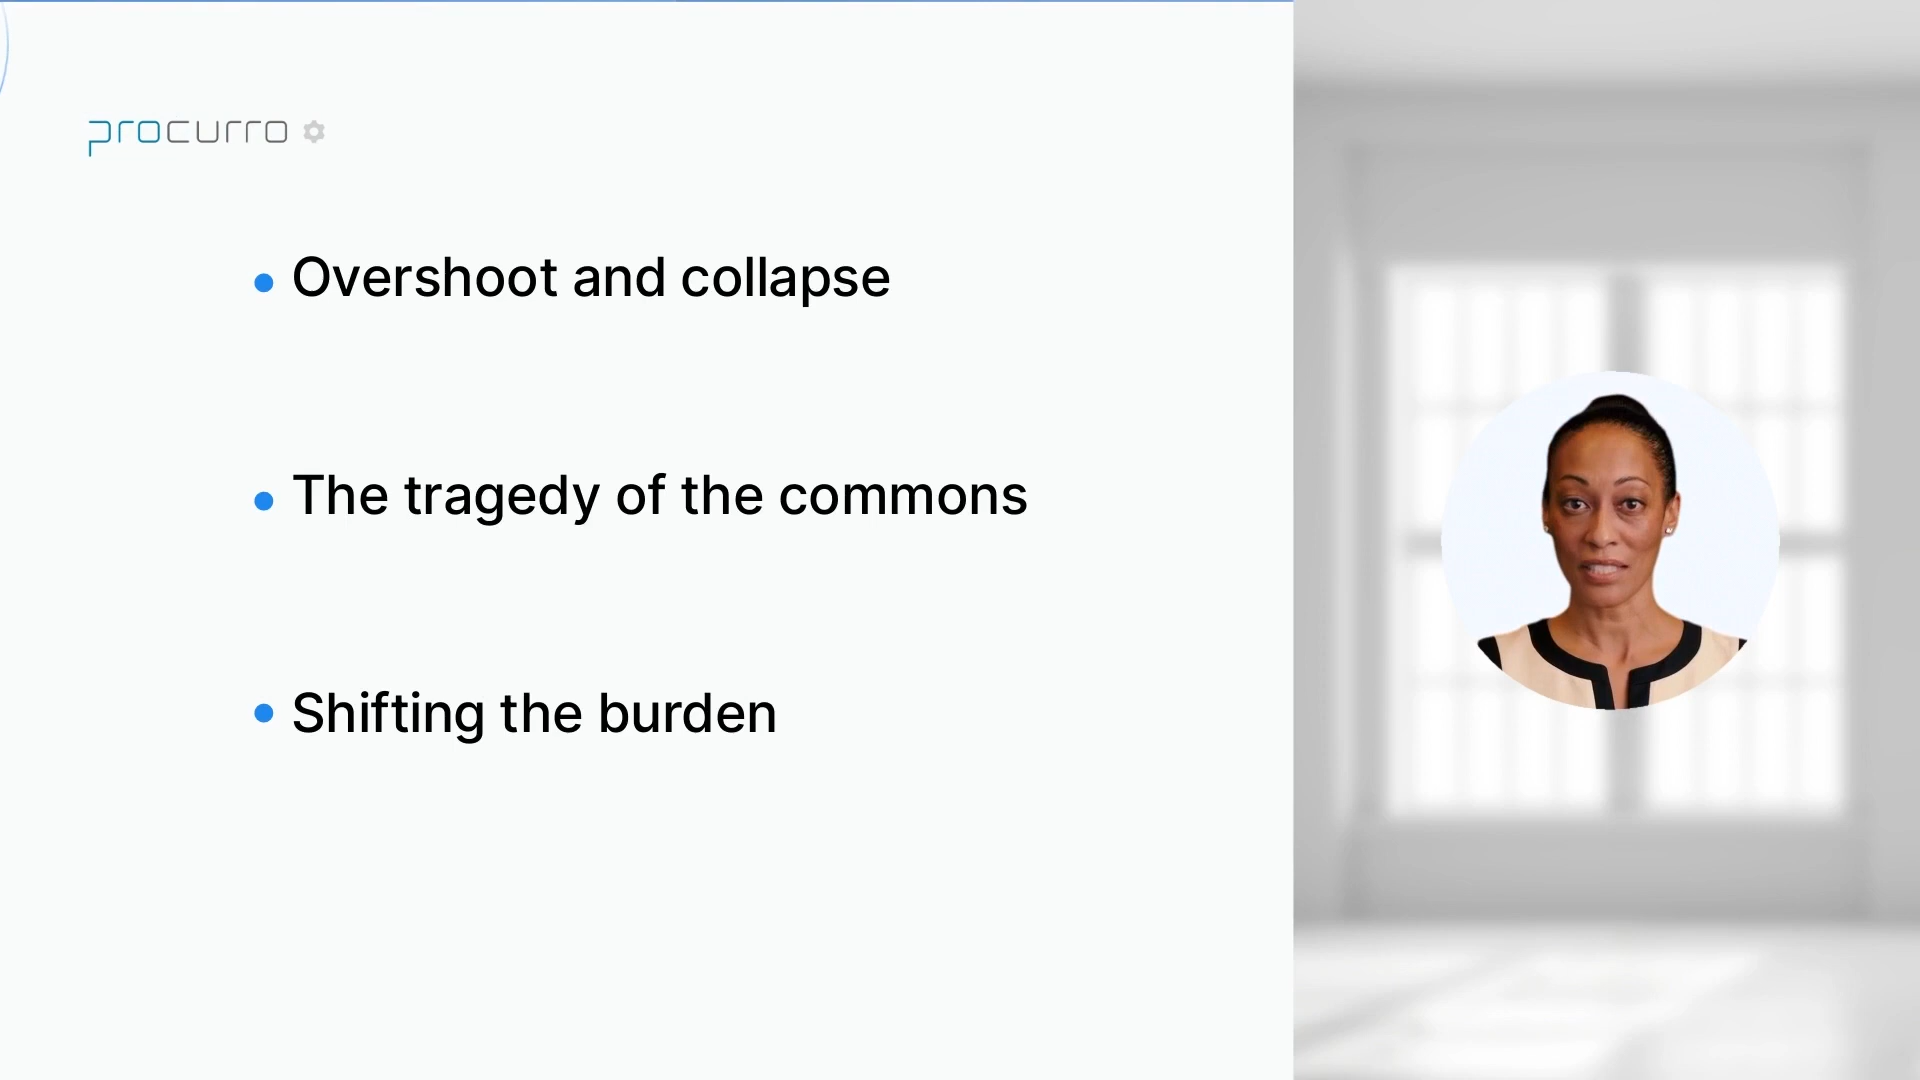 procurro
Overshoot and collapse
The tragedy of the commons
Shifting the burden